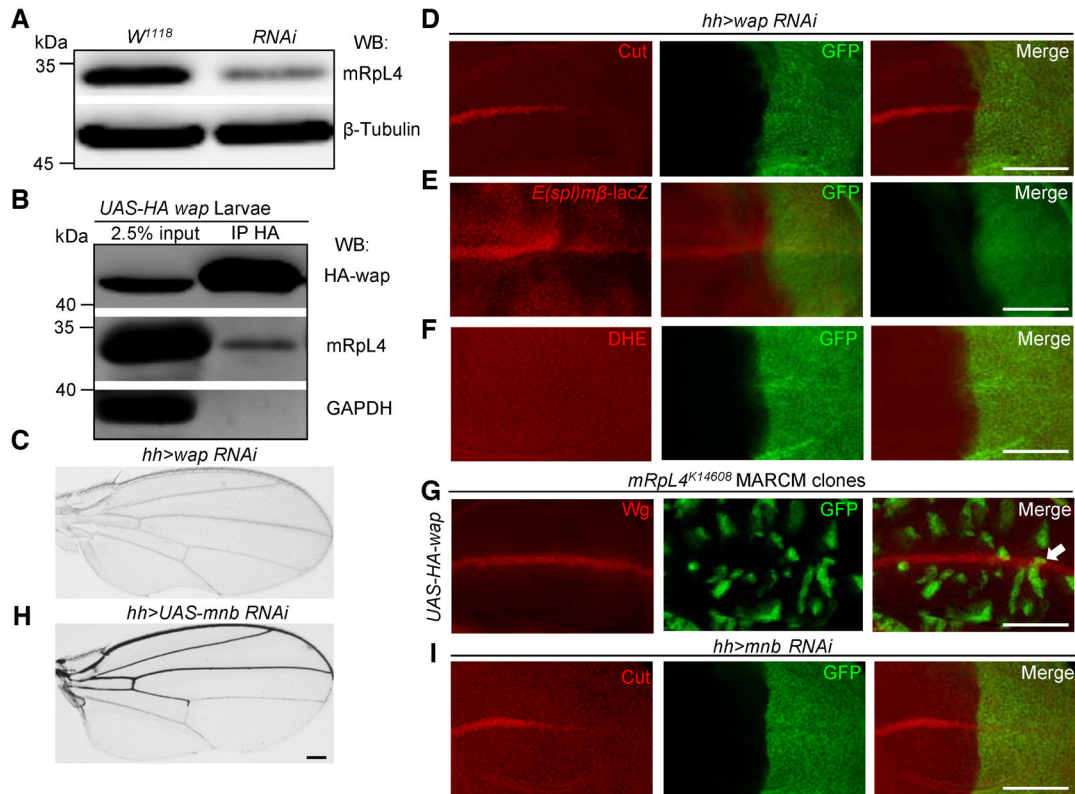 A
kDa
W1118
RNAi
WB:
35
mRpL4
β-Tubulin
45
B
UAS-HA wap Larvae
kDa
2.5% input
IP HA
WB:
HA-wap
40
35
mRpL4
40
GAPDH
C
hh>wap RNAi
H
hh>UAS-mnb RNAi
D
hh>wap RNAi
Cut
GFP
Merge
E
E(spl)mβ-lacZ
GFP
Merge
F
DHE
GFP
Merge
mRpL4K14608 MARCM clones
G
UAS-HA-wap
Wg
GFP
Merge
hh>mnb RNAi
I
Cut
GFP
Merge